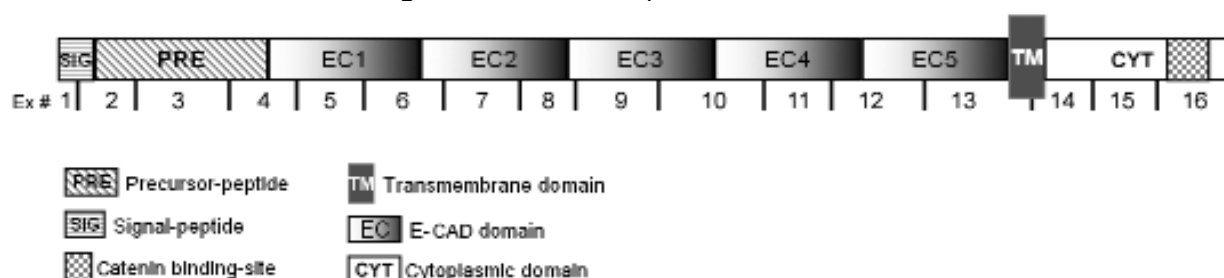 SIG PRE EC1 EC2 EC3 EC4 EC5 TM CYT
Ex # 1 2 3 4 5 6 7 8 9 10 11 12 13 14 15 16
PRE Precursor-peptide TM Transmembrane domain
SIG Signal-peptide EC E-CAD domain
Catenin binding-site CYT Cytoplasmic domain